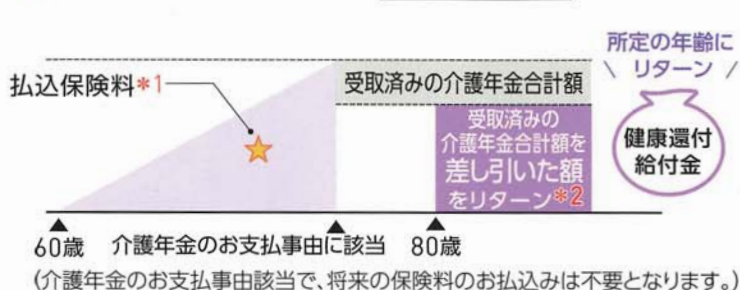 所定の年齢に
\ リターン /
払込保険料*1
受取済みの介護年金合計額
受取済みの
介護年金合計額を
差し引いた額
をリターン*2
健康還付
給付金
60歳
介護年金のお支払事由に該当
80歳
(介護年金のお支払事由該当で、将来の保険料のお払込みは不要となります。)